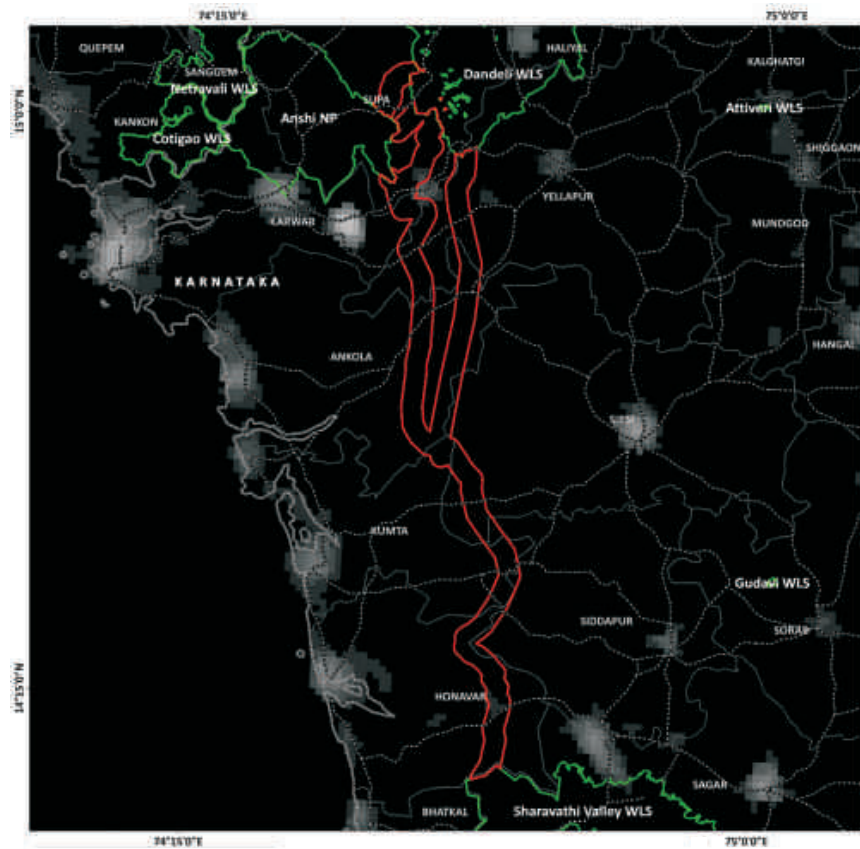 74°15'0"E
75°0'0"E
QUEPEM
HALIYAL
KALGHATGI
SANGUEM
Netravali WLS
Dandeli WLS
SUPA
15°0'0"N
KANKON
Anshi NP
Attiveri WLS
Cotigao WLS
SHIGGAON
YELLAPUR
KARWAR
MUNDGOD
KARNATAKA
HANGAL
ANKOLA
KUMTA
Gudavi WLS
SIDDAPUR
SORAB
14°15'0"N
HONAVAR
SAGAR
BHATKAL
Sharavathi Valley WLS
74°15'0"E
75°0'0"E